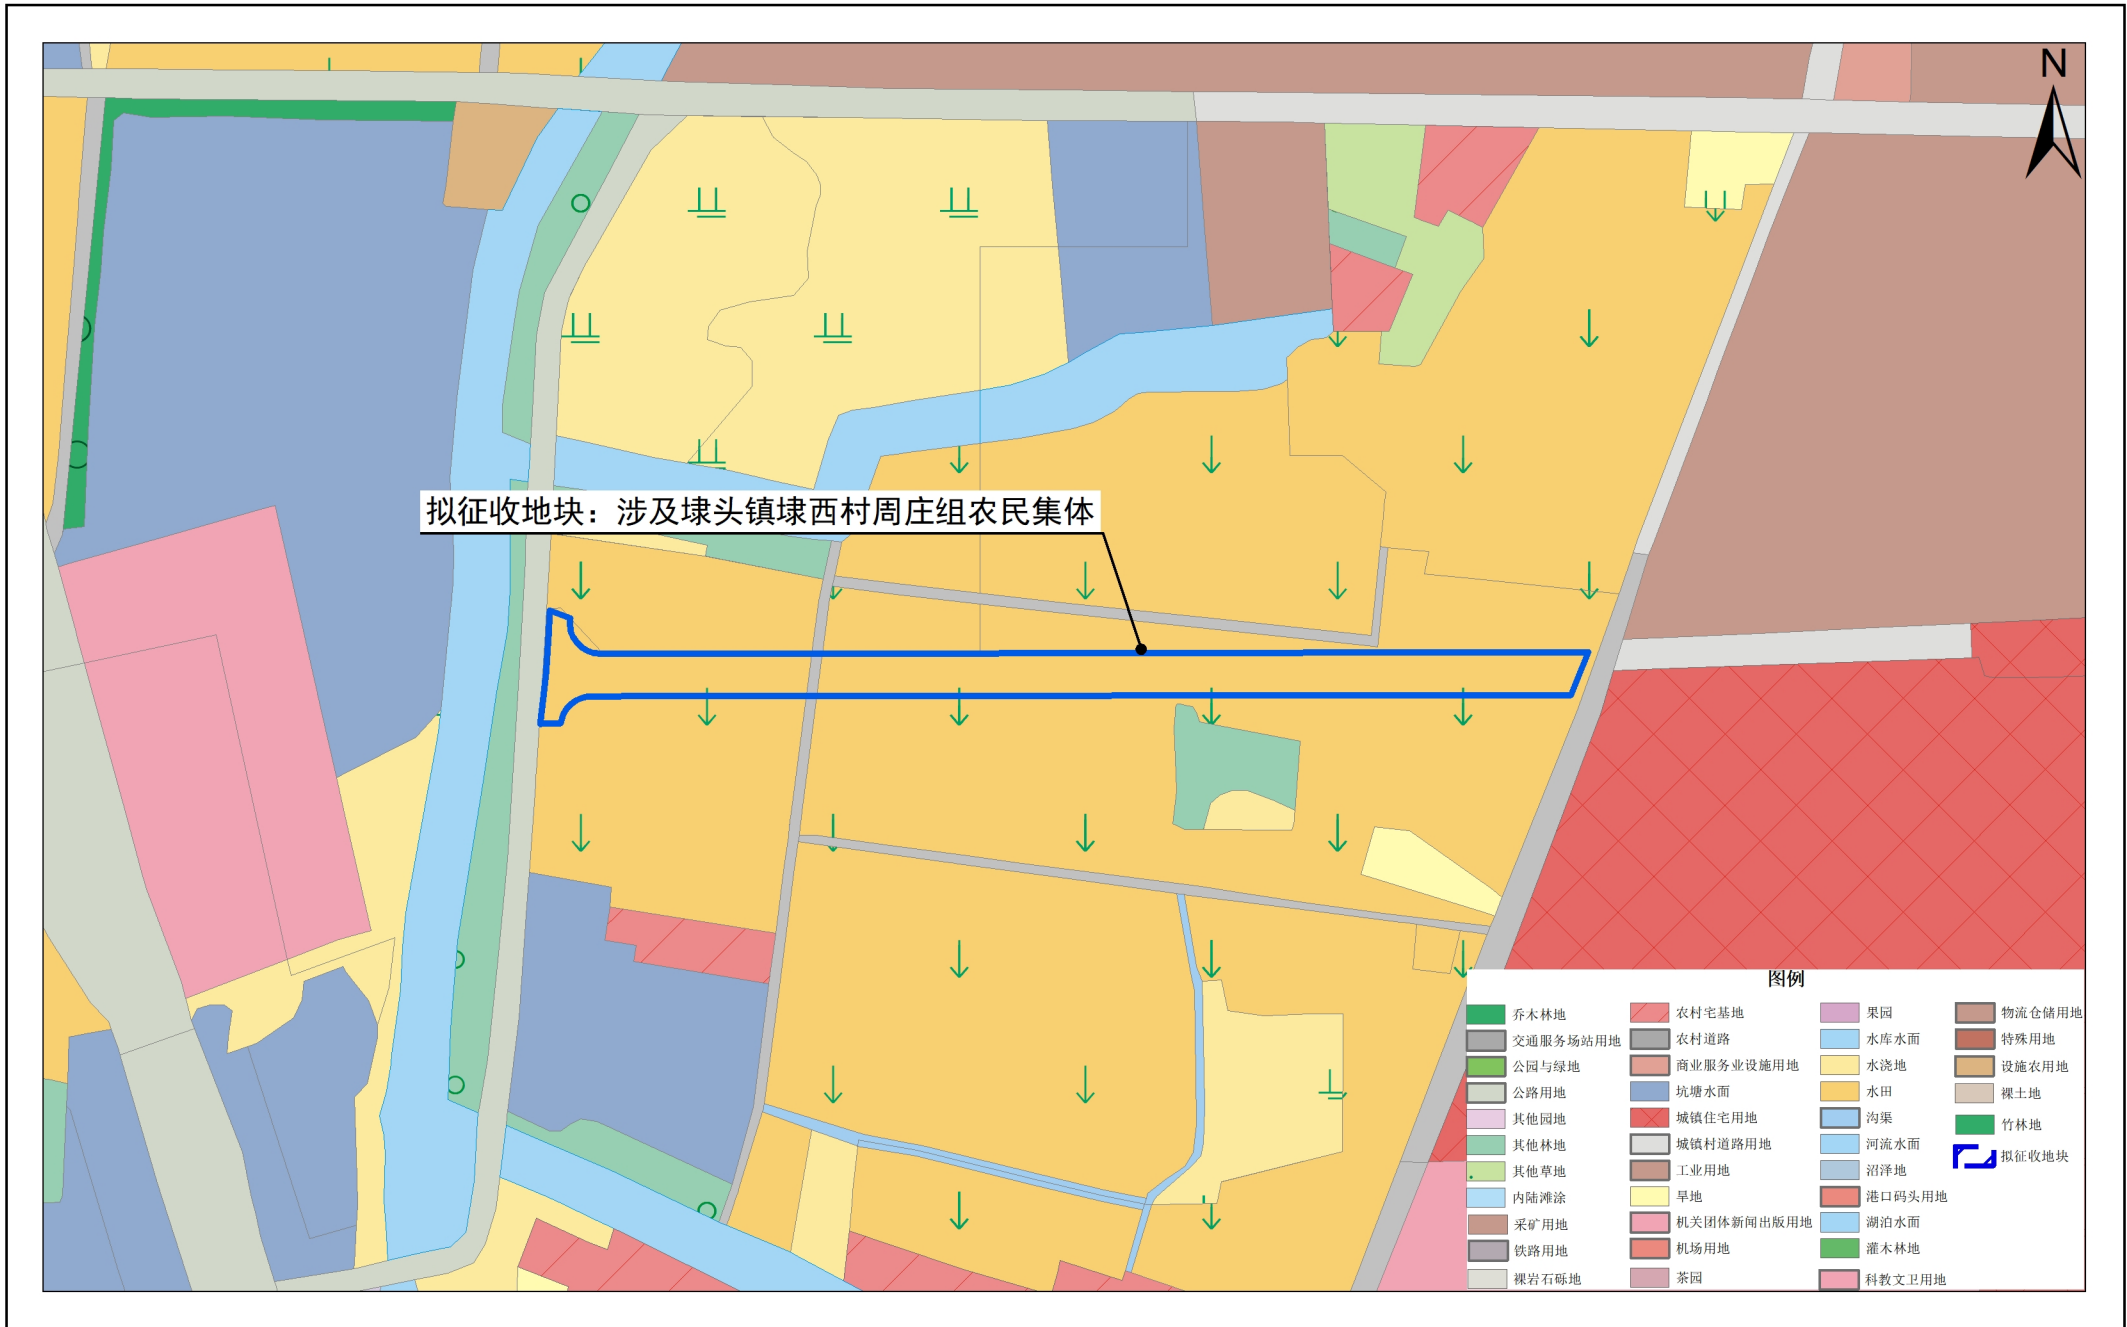 N
拟征收地块：涉及埭头镇埭西村周庄组农民集体
图例
乔木林地
交通服务场站用地
公园与绿地
公路用地
其他园地
其他林地
其他草地
内陆滩涂
采矿用地
铁路用地
裸岩石砾地
农村宅基地
农村道路
商业服务业设施用地
坑塘水面
城镇住宅用地
城镇村道路用地
工业用地
旱地
机关团体新闻出版用地
机场用地
茶园
果园
水库水面
水浇地
水田
沟渠
河流水面
沼泽地
港口码头用地
湖泊水面
灌木林地
科教文卫用地
物流仓储用地
特殊用地
设施农用地
裸土地
竹林地
拟征收地块